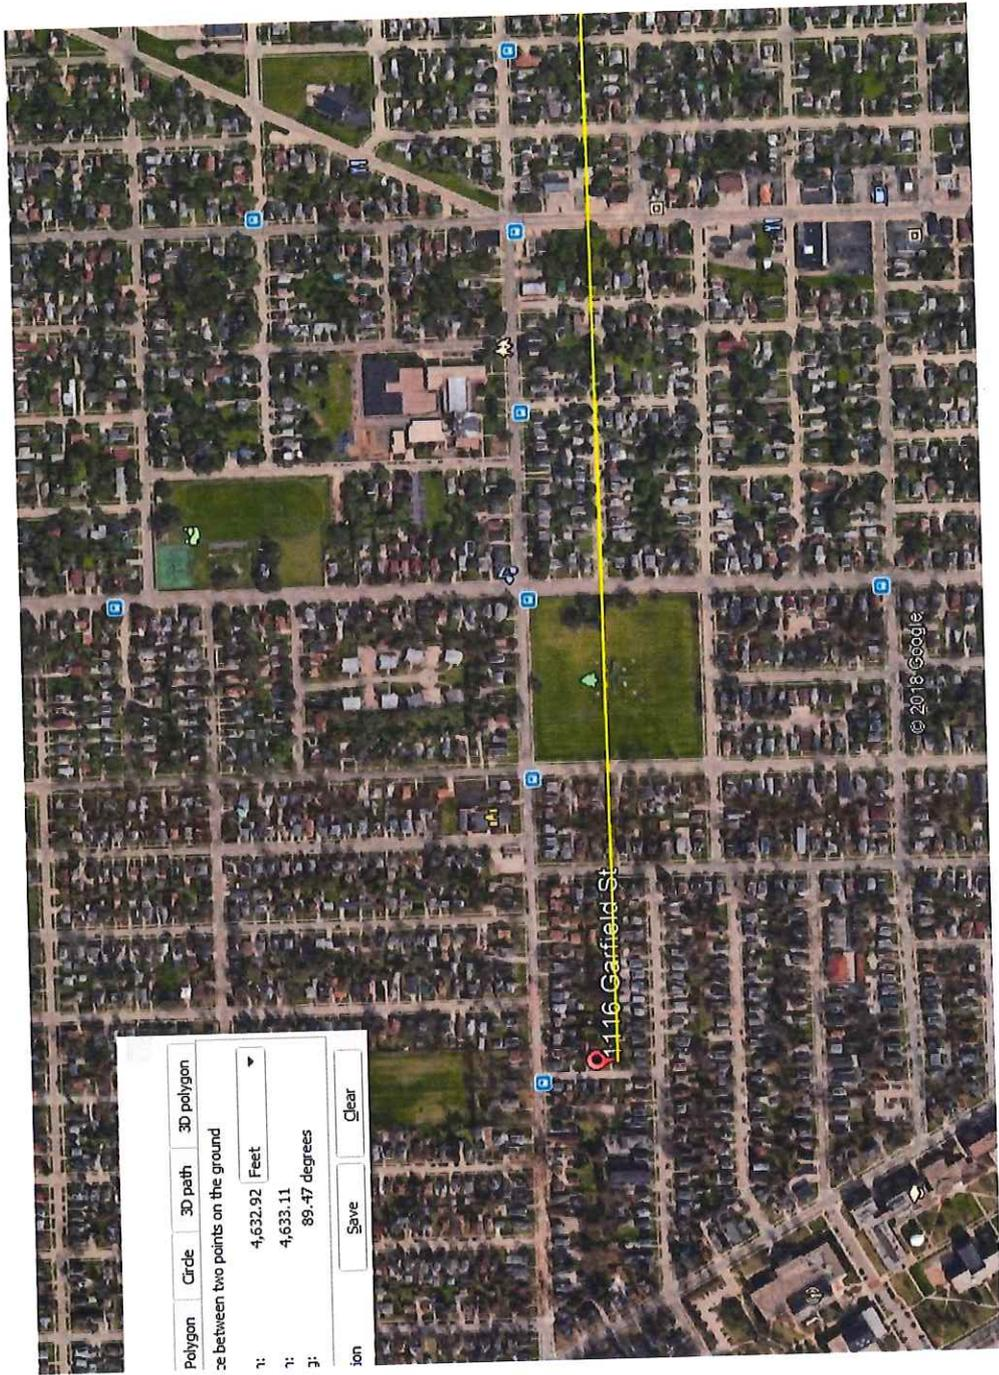 Polygon Circle 3D path 3D polygon
ce between two points on the ground
n: 4,632.92 Feet
n: 4,633.11
g: 89.47 degrees
ion Save Clear
1116 Garfield St
© 2018 Google